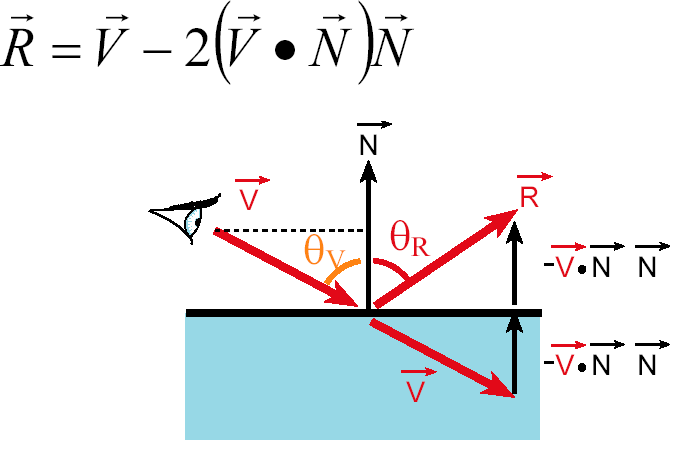 R⃗ = V⃗ − 2(V⃗ • N⃗)N⃗
N⃗
V⃗
R⃗
θV
θR
-V⃗•N⃗ N⃗
-V⃗•N⃗ N⃗
V⃗